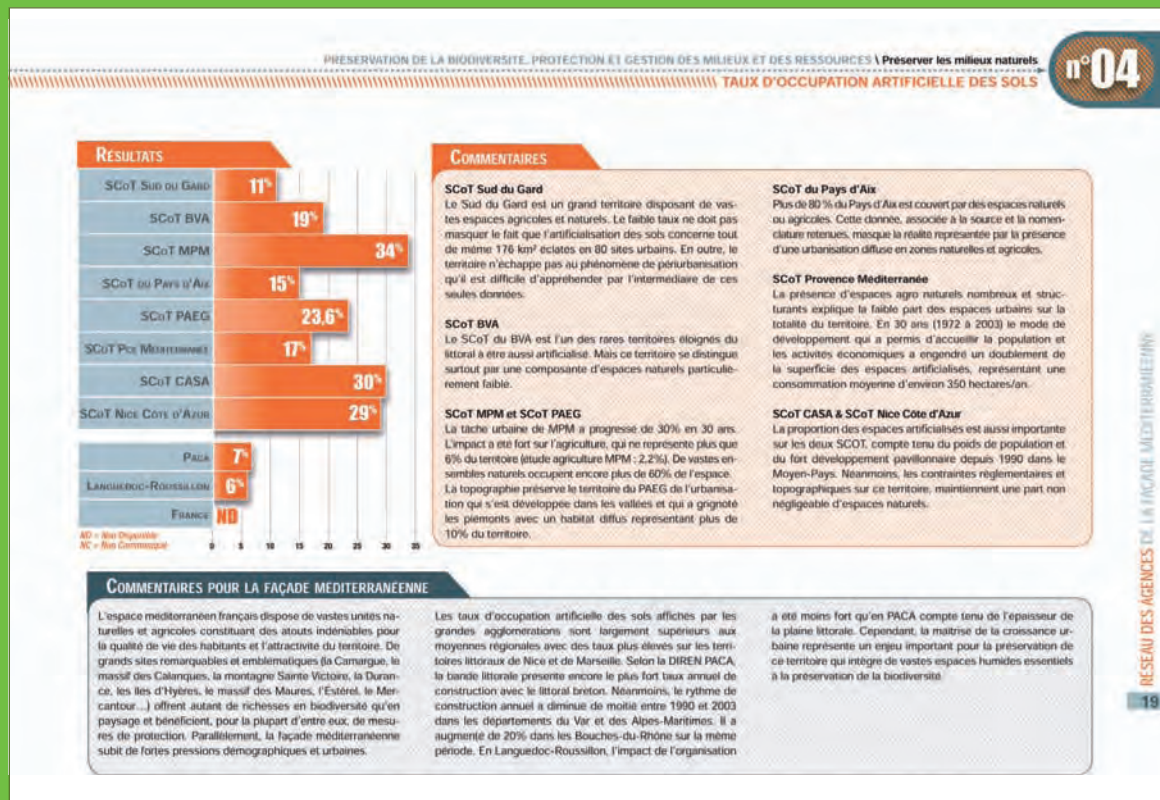 PRÉSERVATION DE LA BIODIVERSITÉ, PROTECTION ET GESTION DES MILIEUX ET DES RESSOURCES \ Préserver les milieux naturels
TAUX D'OCCUPATION ARTIFICIELLE DES SOLS
n°04
RÉSULTATS
SCOT SUD DU GARD 11%
SCOT BVA 19%
SCOT MPM 34%
SCOT DU PAYS D'AIX 15%
SCOT PAEG 23,6%
SCOT PCE MÉDITERRANÉE 17%
SCOT CASA 30%
SCOT NICE CÔTE D'AZUR 29%
PACA 7%
LANGUEDOC-ROUSSILLON 6%
FRANCE ND
ND = Non Disponible
NC = Non Communiqué
0 5 10 15 20 25 30 35
COMMENTAIRES
SCoT Sud du Gard
Le Sud du Gard est un grand territoire disposant de vas-
tes espaces agricoles et naturels. Le faible taux ne doit pas
masquer le fait que l'artificialisation des sols concerne tout
de même 176 km² éclatés en 80 sites urbains. En outre, le
territoire n'échappe pas au phénomène de périurbanisation
qu'il est difficile d'appréhender par l'intermédiaire de ces
seules données.
SCoT BVA
Le SCoT du BVA est l'un des rares territoires éloignés du
littoral à être aussi artificialisé. Mais ce territoire se distingue
surtout par une composante d'espaces naturels particuliè-
rement faible.
SCoT MPM et SCoT PAEG
La tâche urbaine de MPM a progressé de 30% en 30 ans.
L'impact a été fort sur l'agriculture, qui ne représente plus que
6% du territoire (étude agriculture MPM : 2,2%). De vastes en-
sembles naturels occupent encore plus de 60% de l'espace.
La topographie préserve le territoire du PAEG de l'urbanisa-
tion qui s'est développée dans les vallées et qui a grignoté
les piémonts avec un habitat diffus représentant plus de
10% du territoire.
SCoT du Pays d'Aix
Plus de 80 % du Pays d'Aix est couvert par des espaces naturels
ou agricoles. Cette donnée, associée à la source et la nomen-
clature retenues, masque la réalité représentée par la présence
d'une urbanisation diffuse en zones naturelles et agricoles.
SCoT Provence Méditerranée
La présence d'espaces agro naturels nombreux et struc-
turants explique la faible part des espaces urbains sur la
totalité du territoire. En 30 ans (1972 à 2003) le mode de
développement qui a permis d'accueillir la population et
les activités économiques a engendré un doublement de
la superficie des espaces artificialisés, représentant une
consommation moyenne d'environ 350 hectares/an.
SCoT CASA & SCoT Nice Côte d'Azur
La proportion des espaces artificialisés est aussi importante
sur les deux SCOT, compte tenu du poids de population et
du fort développement pavillonnaire depuis 1990 dans le
Moyen-Pays. Néanmoins, les contraintes réglementaires et
topographiques sur ce territoire, maintiennent une part non
négligeable d'espaces naturels.
COMMENTAIRES POUR LA FAÇADE MÉDITERRANÉENNE
L'espace méditerranéen français dispose de vastes unités na-
turelles et agricoles constituant des atouts indéniables pour
la qualité de vie des habitants et l'attractivité du territoire. De
grands sites remarquables et emblématiques (la Camargue, le
massif des Calanques, la montagne Sainte Victoire, la Duran-
ce, les îles d'Hyères, le massif des Maures, l'Estérel, le Mer-
cantour...) offrent autant de richesses en biodiversité qu'en
paysage et bénéficient, pour la plupart d'entre eux, de mesu-
res de protection. Parallèlement, la façade méditerranéenne
subit de fortes pressions démographiques et urbaines.
Les taux d'occupation artificielle des sols affichés par les
grandes agglomérations sont largement supérieurs aux
moyennes régionales avec des taux plus élevés sur les terri-
toires littoraux de Nice et de Marseille. Selon la DIREN PACA,
la bande littorale présente encore le plus fort taux annuel de
construction avec le littoral breton. Néanmoins, le rythme de
construction annuel a diminué de moitié entre 1990 et 2003
dans les départements du Var et des Alpes-Maritimes. Il a
augmenté de 20% dans les Bouches-du-Rhône sur la même
période. En Languedoc-Roussillon, l'impact de l'organisation
a été moins fort qu'en PACA compte tenu de l'épaisseur de
la plaine littorale. Cependant, la maîtrise de la croissance ur-
baine représente un enjeu important pour la préservation de
ce territoire qui intègre de vastes espaces humides essentiels
à la préservation de la biodiversité.
RÉSEAU DES AGENCES DE LA FAÇADE MÉDITERRANÉENNE
19